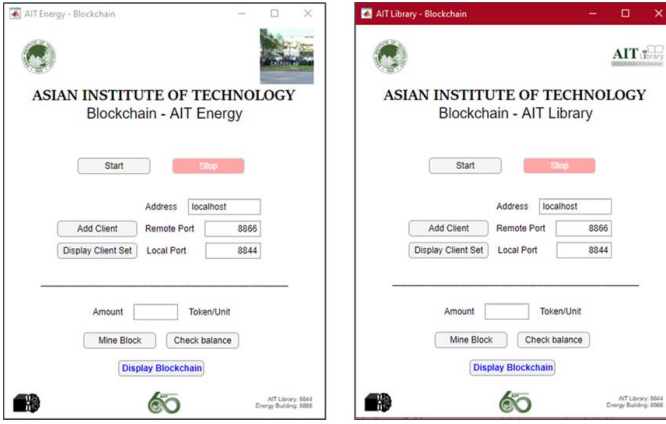 AIT Energy - Blockchain
ASIAN INSTITUTE OF TECHNOLOGY
Blockchain - AIT Energy
Start Stop
Address localhost
Add Client Remote Port 8866
Display Client Set Local Port 8844
Amount Token/Unit
Mine Block Check balance
Display Blockchain
AIT Library: 8844
Energy Building: 8866
AIT Library - Blockchain
AIT Library
ASIAN INSTITUTE OF TECHNOLOGY
Blockchain - AIT Library
Start Stop
Address localhost
Add Client Remote Port 8866
Display Client Set Local Port 8844
Amount Token/Unit
Mine Block Check balance
Display Blockchain
AIT Library: 8844
Energy Building: 8866